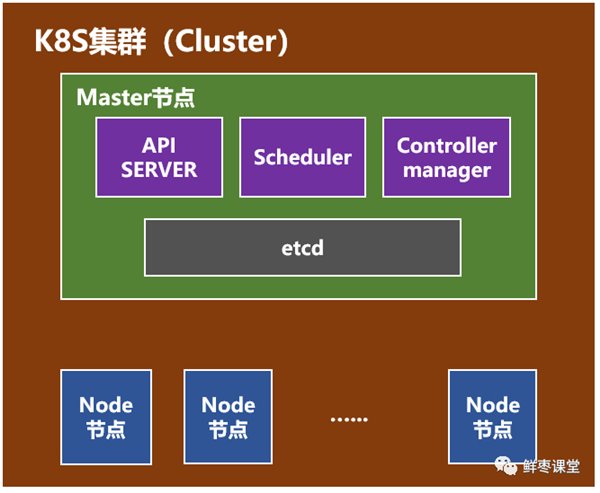 K8S集群（Cluster）
Master节点
API
SERVER
Scheduler
Controller
manager
etcd
Node
节点
Node
节点
······
Node
节点
鲜枣课堂